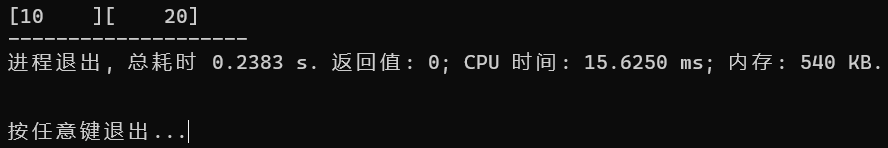 [10    ][    20]
--------------------
进程退出, 总耗时 0.2383 s. 返回值: 0; CPU 时间: 15.6250 ms; 内存: 540 KB.
按任意键退出...